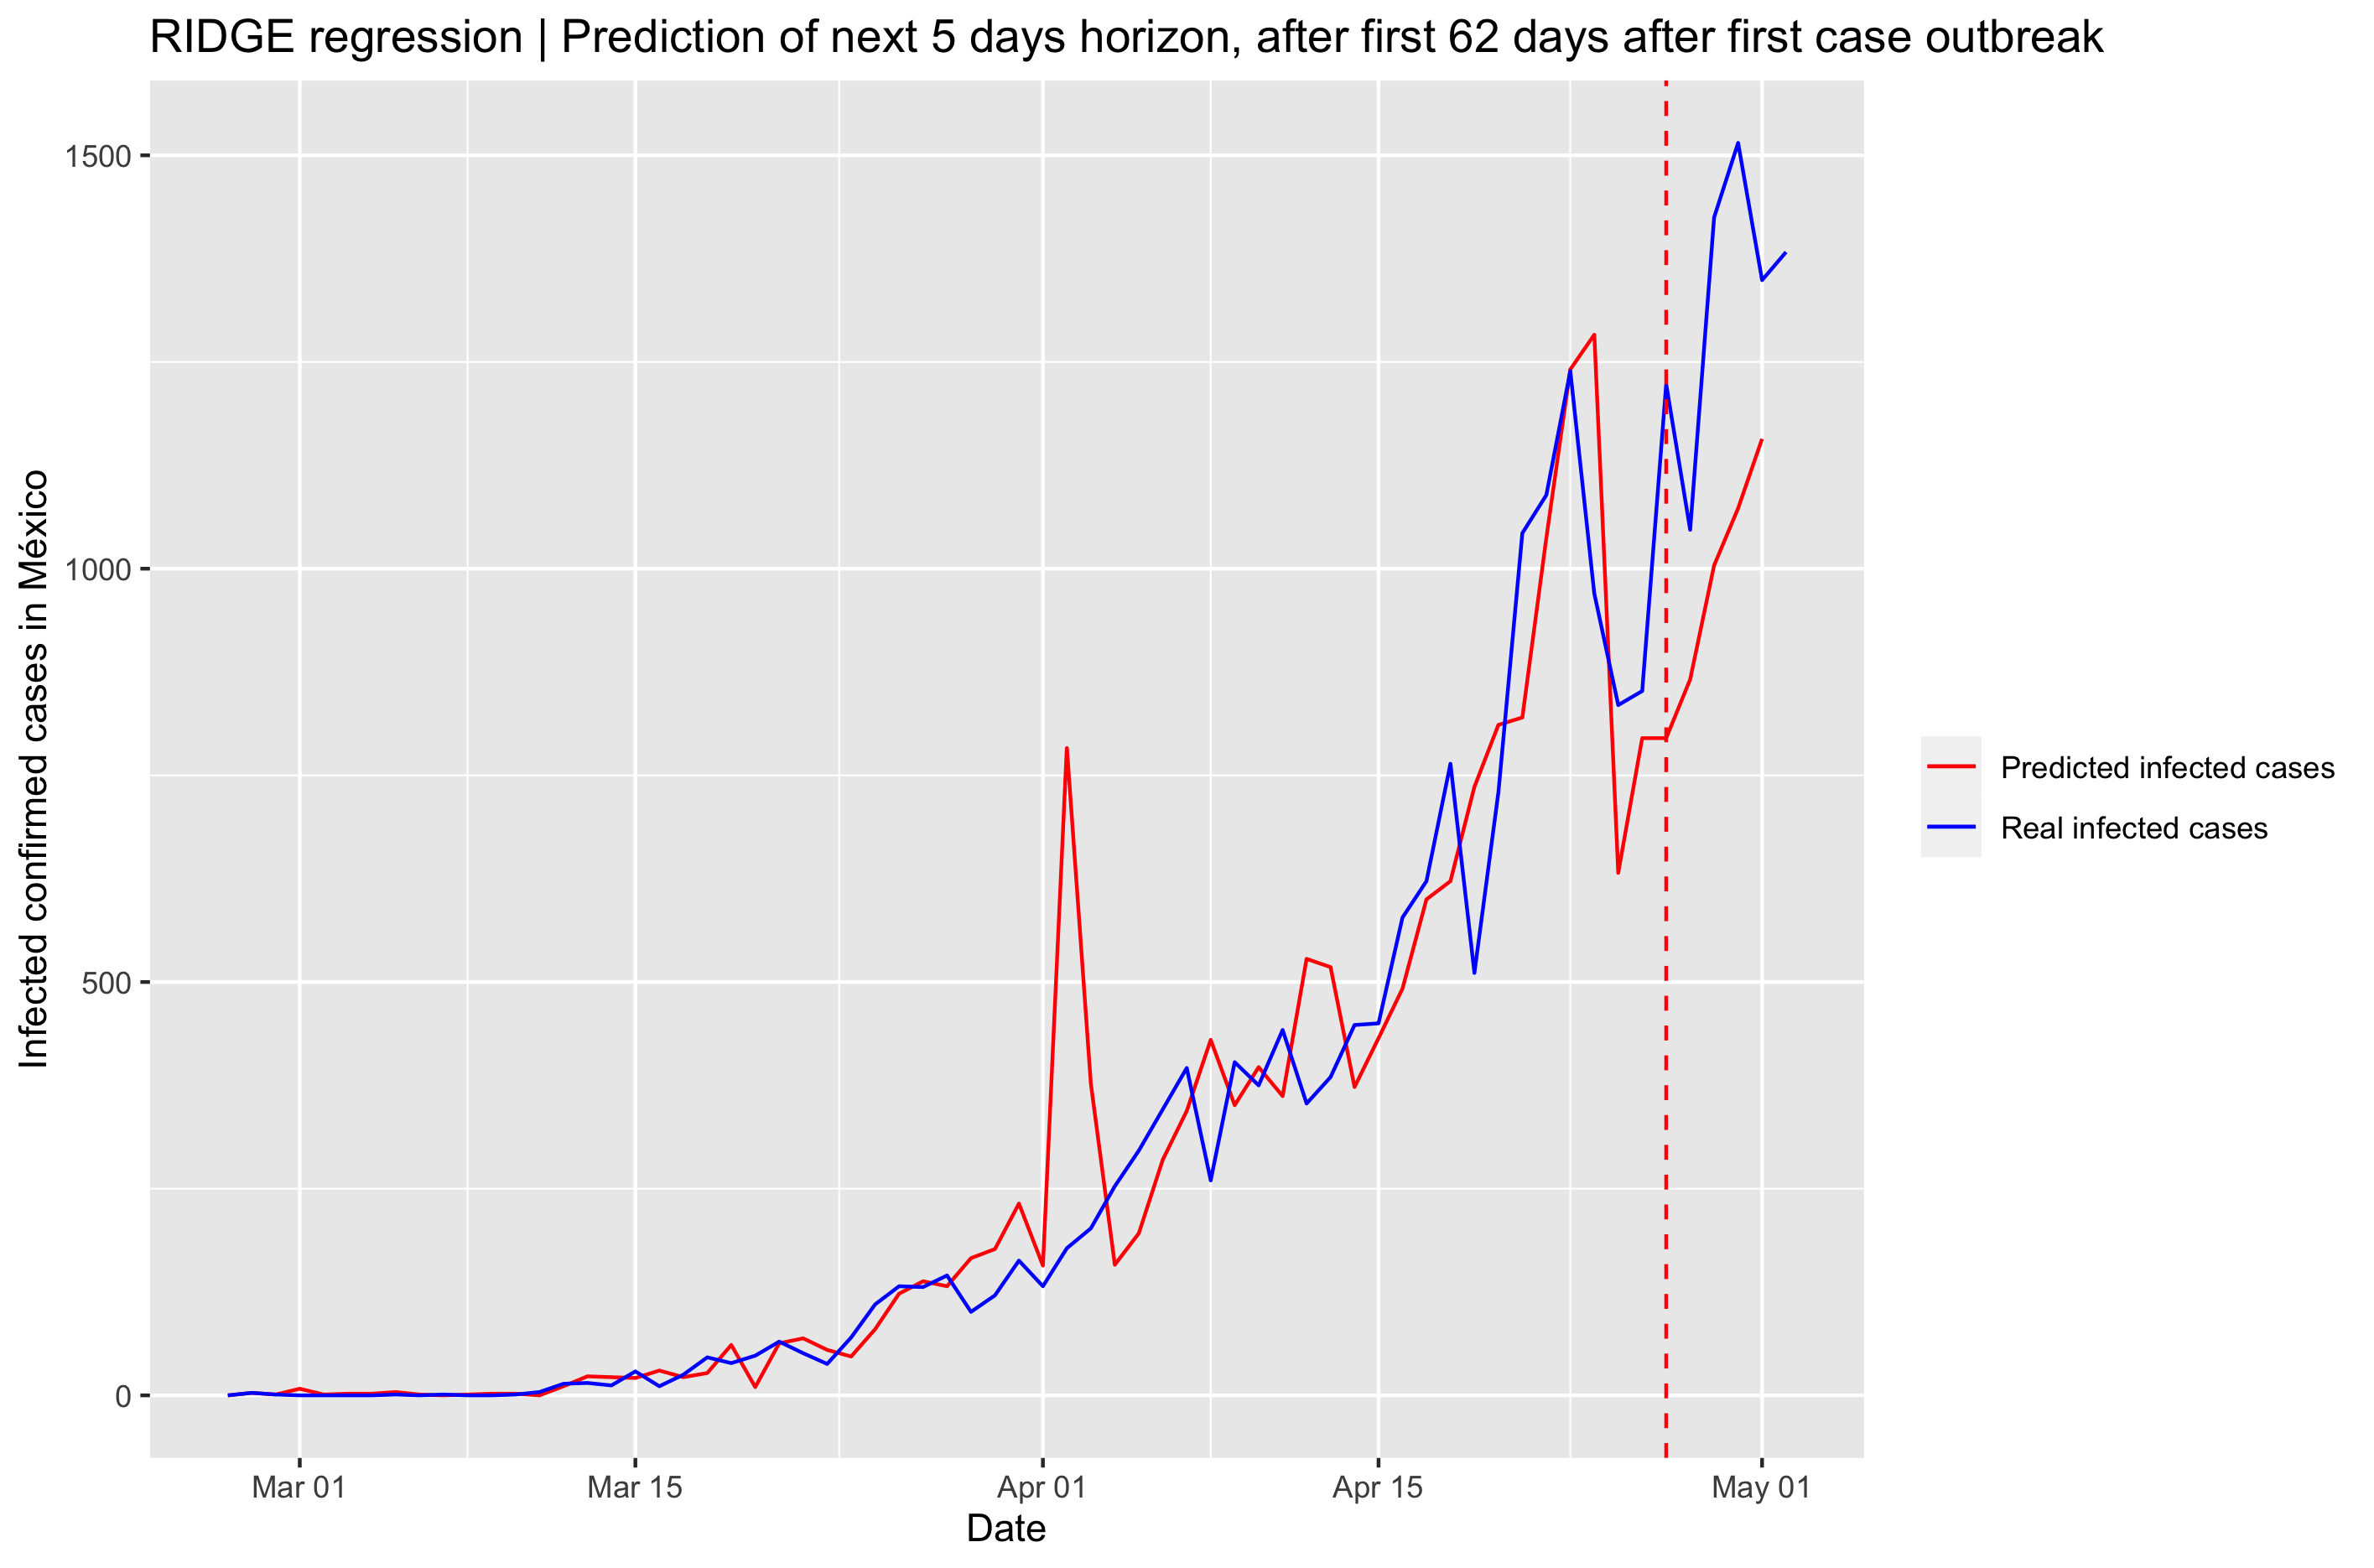 RIDGE regression | Prediction of next 5 days horizon, after first 62 days after first case outbreak
Infected confirmed cases in México
1500
1000
500
0
Mar 01
Mar 15
Apr 01
Apr 15
May 01
Date
Predicted infected cases
Real infected cases